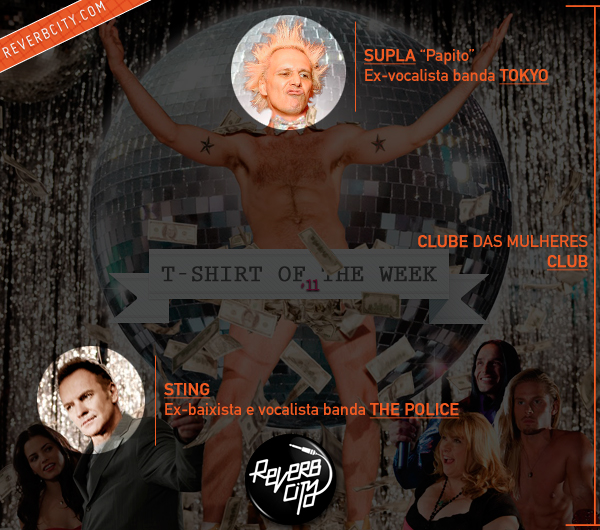 REVERBCITY.COM
SUPLA "Papito"
Ex-vocalista banda TOKYO
CLUBE DAS MULHERES
CLUB
T-SHIRT OF THE WEEK
#11
STING
Ex-baixista e vocalista banda THE POLICE
REVERB
CITY